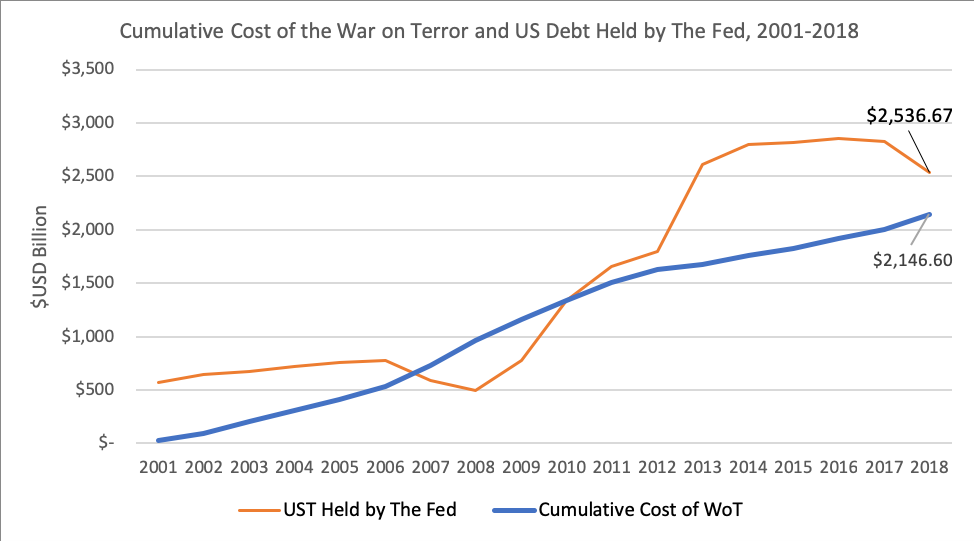 Cumulative Cost of the War on Terror and US Debt Held by The Fed, 2001-2018
$3,500
$3,000
$2,500
$2,000
$1,500
$1,000
$500
$-
$USD Billion
$2,536.67
$2,146.60
2001 2002 2003 2004 2005 2006 2007 2008 2009 2010 2011 2012 2013 2014 2015 2016 2017 2018
UST Held by The Fed Cumulative Cost of WoT